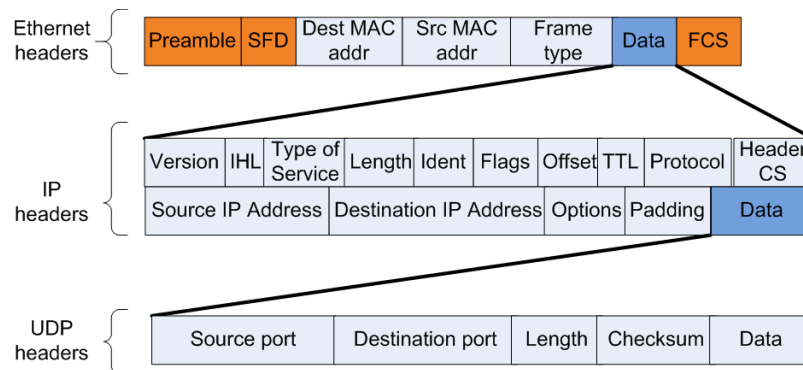 Ethernet
headers
Preamble SFD Dest MAC addr Src MAC addr Frame type Data FCS
IP
headers
Version IHL Type of Service Length Ident Flags Offset TTL Protocol Header CS
Source IP Address Destination IP Address Options Padding Data
UDP
headers
Source port Destination port Length Checksum Data